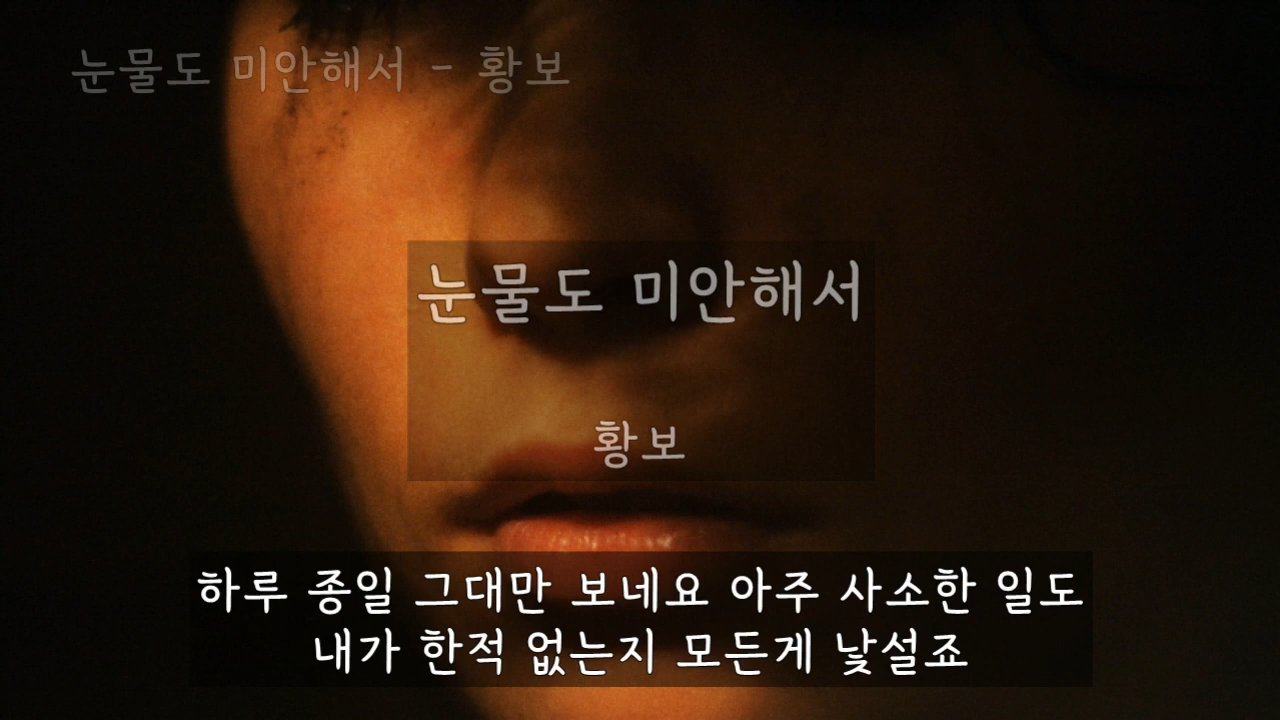 눈물도 미안해서 - 황보
눈물도 미안해서
황보
하루 종일 그대만 보네요 아주 사소한 일도
내가 한적 없는지 모든게 낯설죠